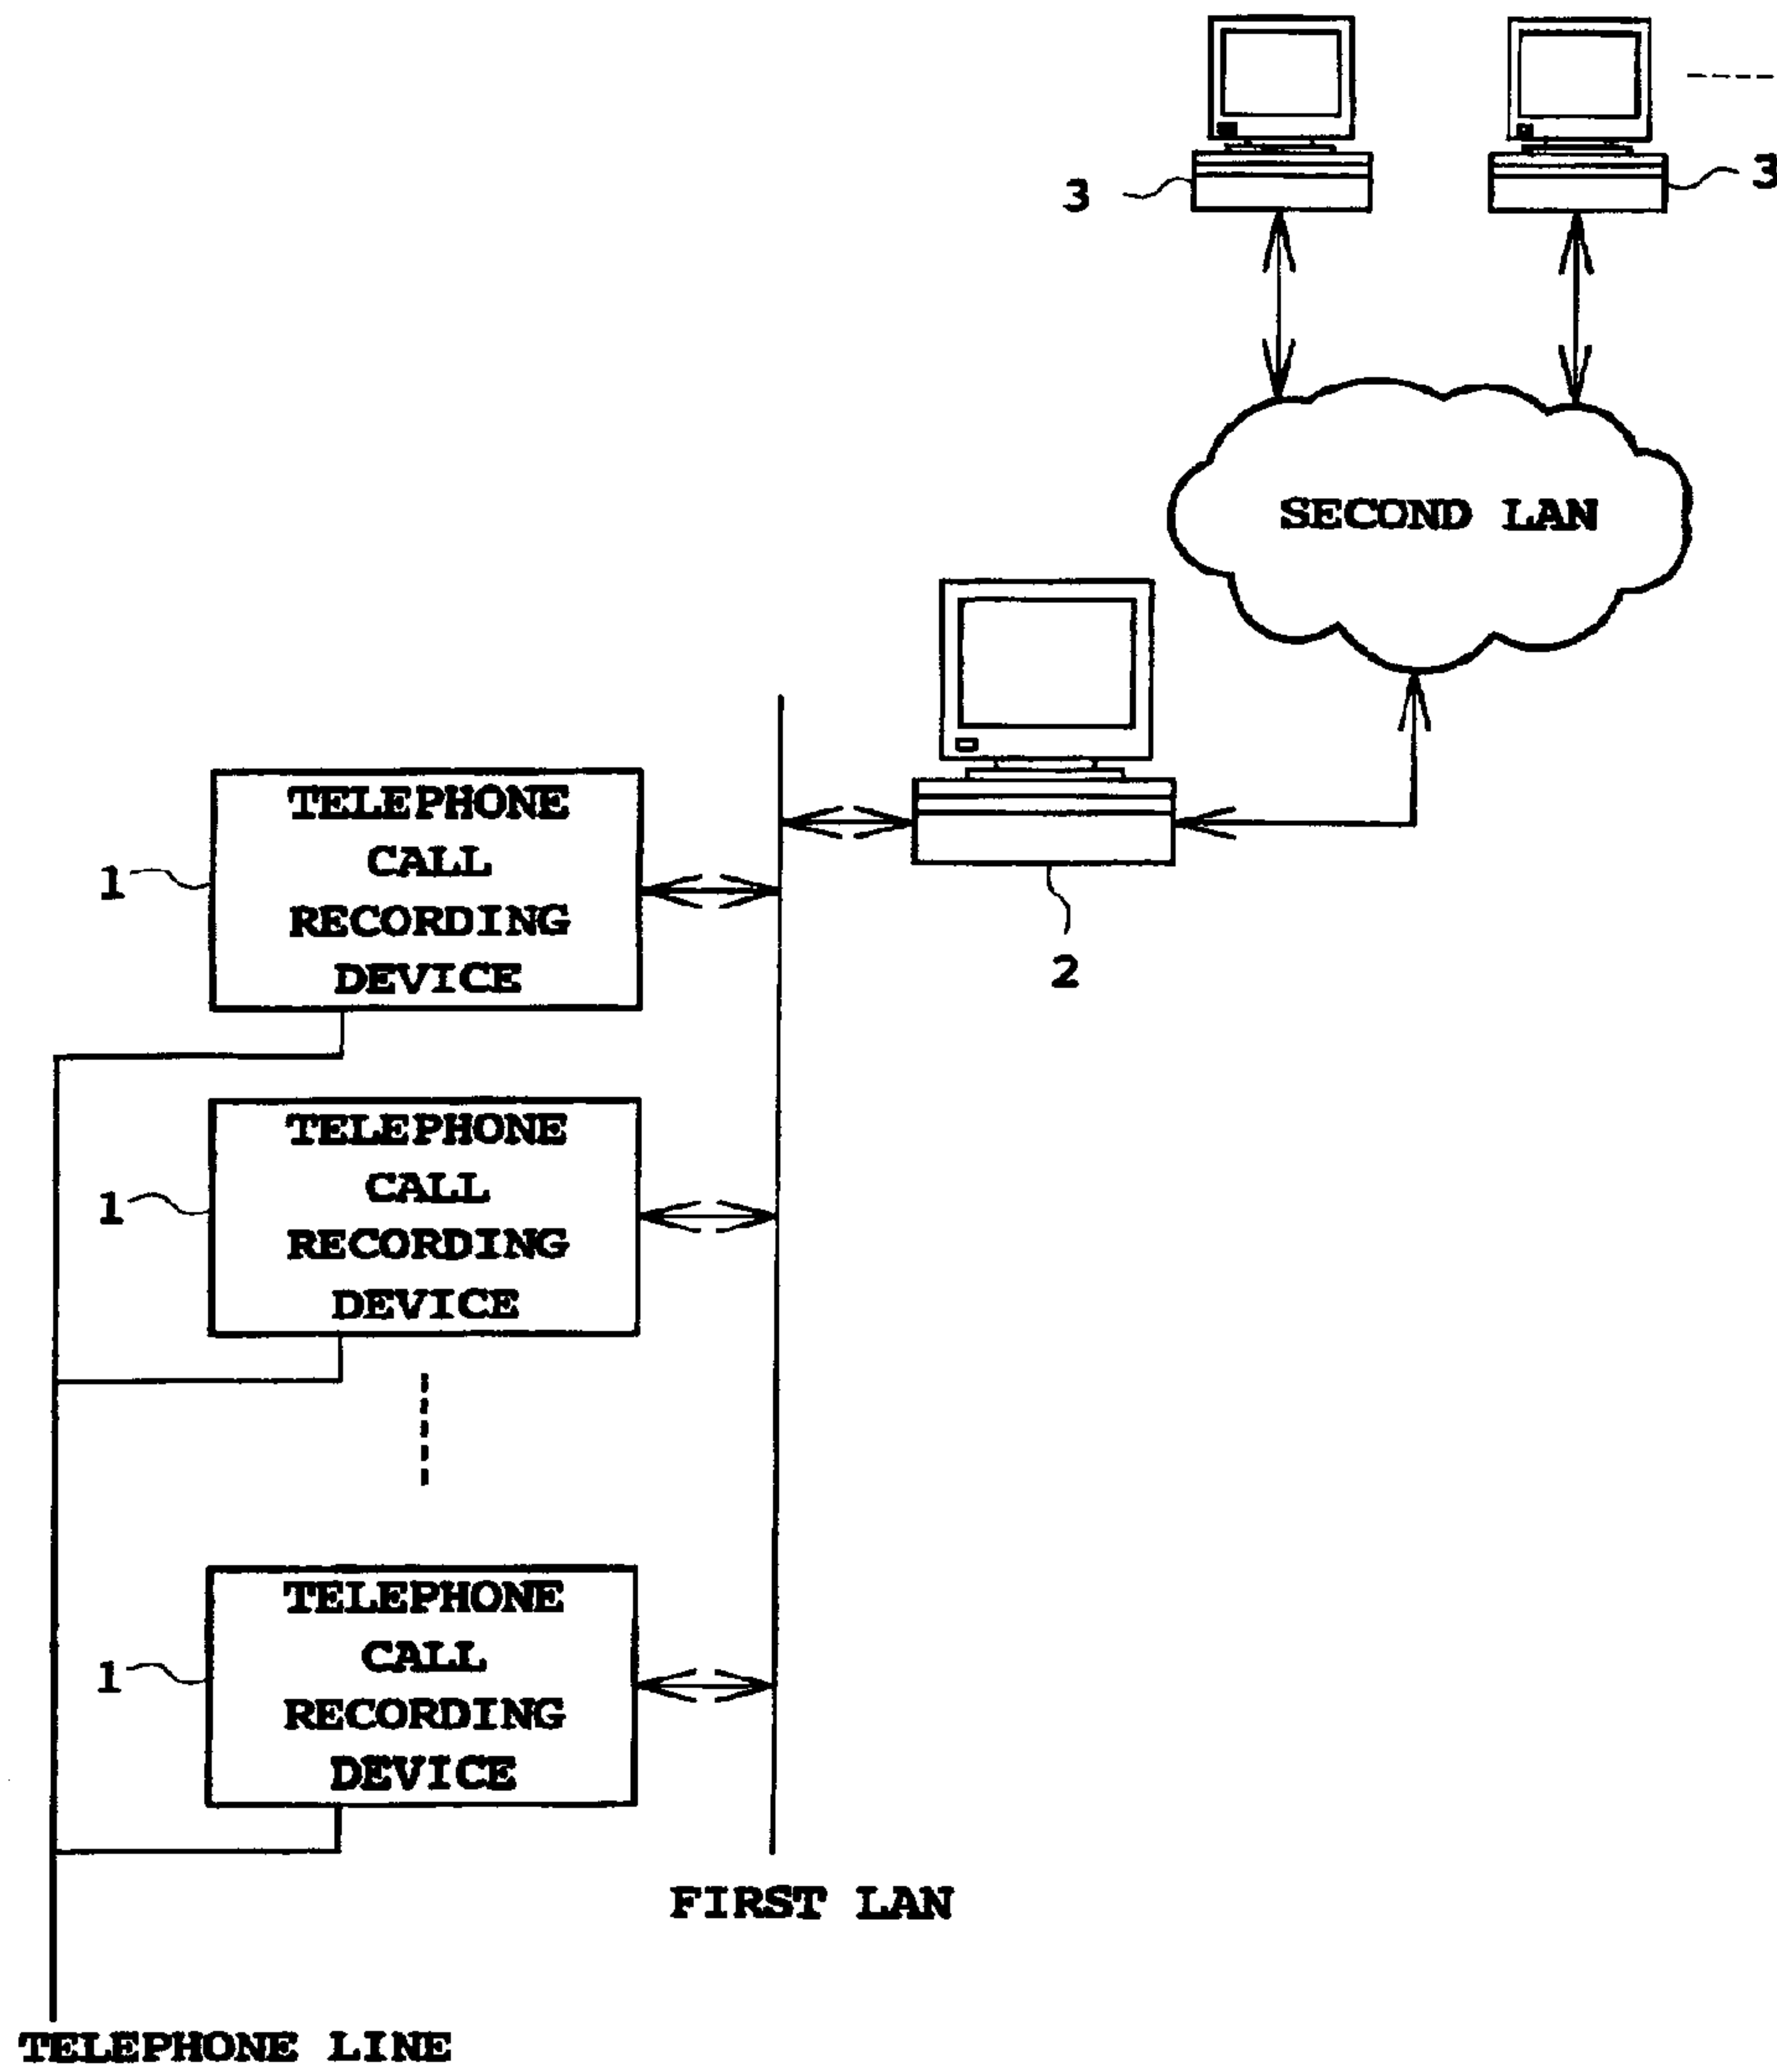 3
3
SECOND LAN
2
1
TELEPHONE
CALL
RECORDING
DEVICE
1
TELEPHONE
CALL
RECORDING
DEVICE
1
TELEPHONE
CALL
RECORDING
DEVICE
FIRST LAN
TELEPHONE LINE